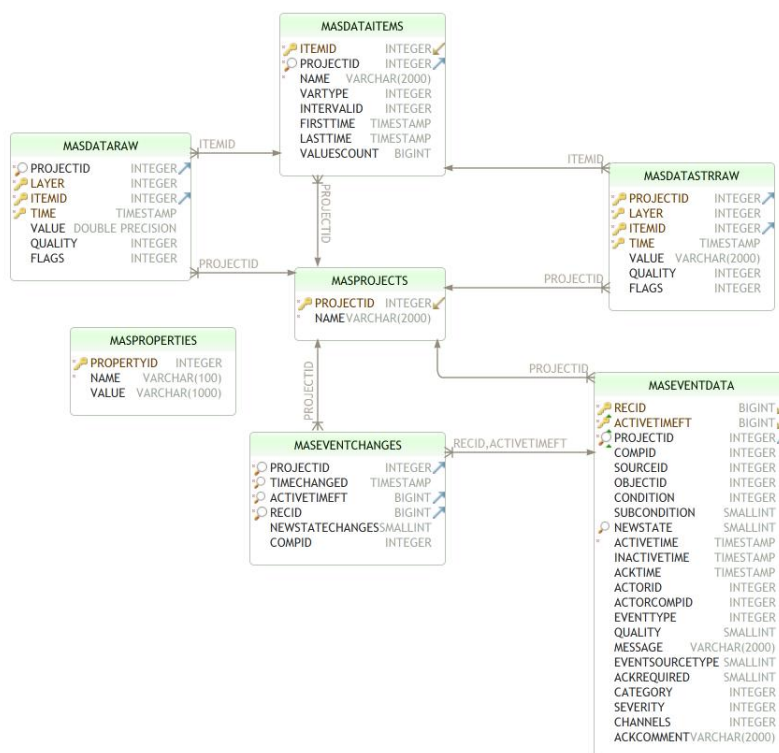 MASDATAITEMS
ITEMID INTEGER
PROJECTID INTEGER
NAME VARCHAR(2000)
VARTYPE INTEGER
INTERVALID INTEGER
FIRSTTIME TIMESTAMP
LASTTIME TIMESTAMP
VALUESCOUNT BIGINT
MASDATARAW
PROJECTID INTEGER
LAYER INTEGER
ITEMID INTEGER
TIME TIMESTAMP
VALUE DOUBLE PRECISION
QUALITY INTEGER
FLAGS INTEGER
ITEMID
PROJECTID
PROJECTID
ITEMID
MASDATASTRRAW
PROJECTID INTEGER
LAYER INTEGER
ITEMID INTEGER
TIME TIMESTAMP
VALUE VARCHAR(2000)
QUALITY INTEGER
FLAGS INTEGER
PROJECTID
MASPROJECTS
PROJECTID INTEGER
NAME VARCHAR(2000)
MASPROPERTIES
PROPERTYID INTEGER
NAME VARCHAR(100)
VALUE VARCHAR(1000)
PROJECTID
PROJECTID
MASEVENTCHANGES
PROJECTID INTEGER
TIMECHANGED TIMESTAMP
ACTIVETIMEFT BIGINT
RECID BIGINT
NEWSTATECHANGES SMALLINT
COMPID INTEGER
RECID,ACTIVETIMEFT
MASEVENTDATA
RECID BIGINT
ACTIVETIMEFT BIGINT
PROJECTID INTEGER
COMPID INTEGER
SOURCEID INTEGER
OBJECTID INTEGER
CONDITION INTEGER
SUBCONDITION SMALLINT
NEWSTATE SMALLINT
ACTIVETIME TIMESTAMP
INACTIVETIME TIMESTAMP
ACKTIME TIMESTAMP
ACTORID INTEGER
ACTORCOMPID INTEGER
EVENTTYPE INTEGER
QUALITY SMALLINT
MESSAGE VARCHAR(2000)
EVENTSOURCETYPE SMALLINT
ACKREQUIRED SMALLINT
CATEGORY INTEGER
SEVERITY INTEGER
CHANNELS INTEGER
ACKCOMMENT VARCHAR(2000)